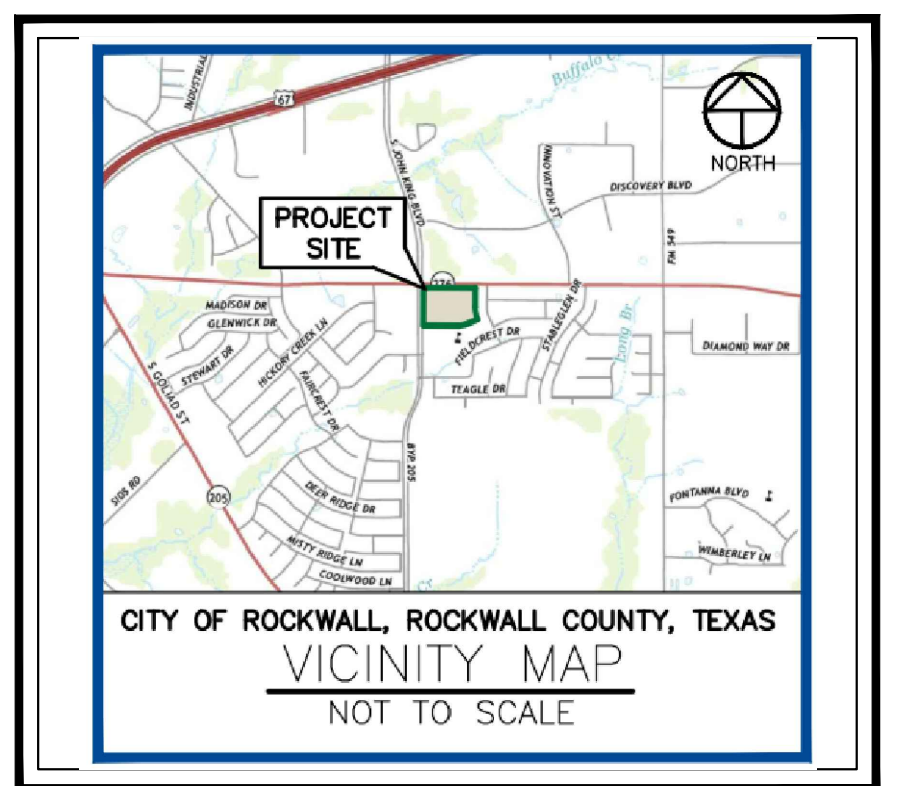 INDUSTRIAL
67
Buffalo
NORTH
S JOHN KING BLVD
INNOVATION ST
DISCOVERY BLVD
FM 549
PROJECT
SITE
276
MADISON DR
GLENWICK DR
STEWART DR
HICKORY CREEK LN
FAIRCREST DR
S GOLIAD ST
FIELDCREST DR
STABLEGLEN DR
Long Br
DIAMOND WAY DR
TEAGLE DR
BYP 205
SIDS RD
205
DEER RIDGE DR
MISTY RIDGE LN
COOLWOOD LN
Cr
FONTANNA BLVD
WIMBERLEY LN
CITY OF ROCKWALL, ROCKWALL COUNTY, TEXAS
VICINITY MAP
NOT TO SCALE